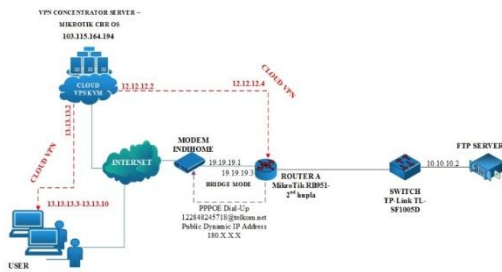 VPN CONCENTRATOR SERVER –
MIKROTIK CHR OS
103.115.164.194
CLOUD
VPS KVM
12.12.12.2
12.12.12.4
CLOUD VPN
13.13.13.2
CLOUD VPN
INTERNET
MODEM
INDIHOME
19.19.19.1
19.19.19.3
BRIDGE MODE
ROUTER A
MikroTik RB951-
2nd hupla
PPPOE Dial-Up
122848245718@telkom.net
Public Dynamic IP Address
180.X.X.X
10.10.10.2
FTP SERVER
SWITCH
TP-Link TL-
SF1005D
13.13.13.3-13.13.10
USER